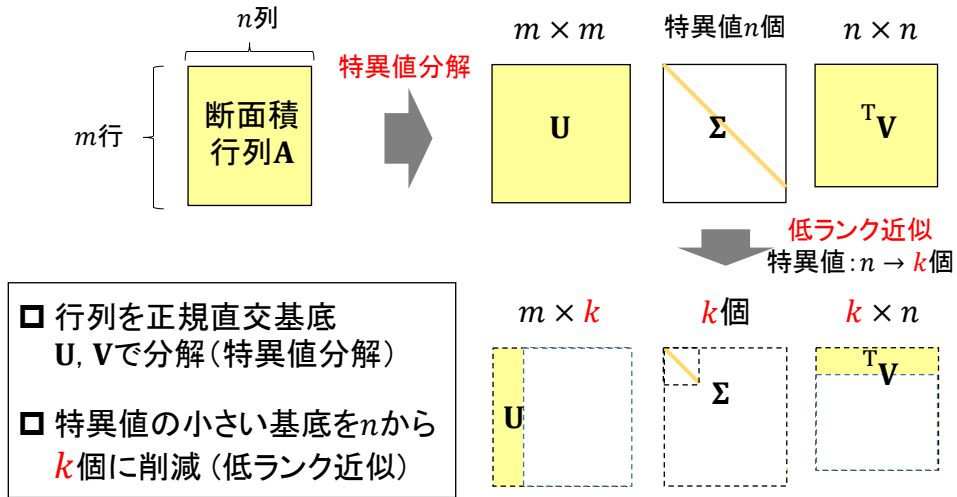 n列
m行
断面積
行列A
特異値分解
m × m
特異値n個
n × n
U
Σ
ᵀV
低ランク近似
特異値：n → k個
m × k
k個
k × n
U
Σ
ᵀV
行列を正規直交基底
U, Vで分解（特異値分解）
特異値の小さい基底をnから
k個に削減（低ランク近似）